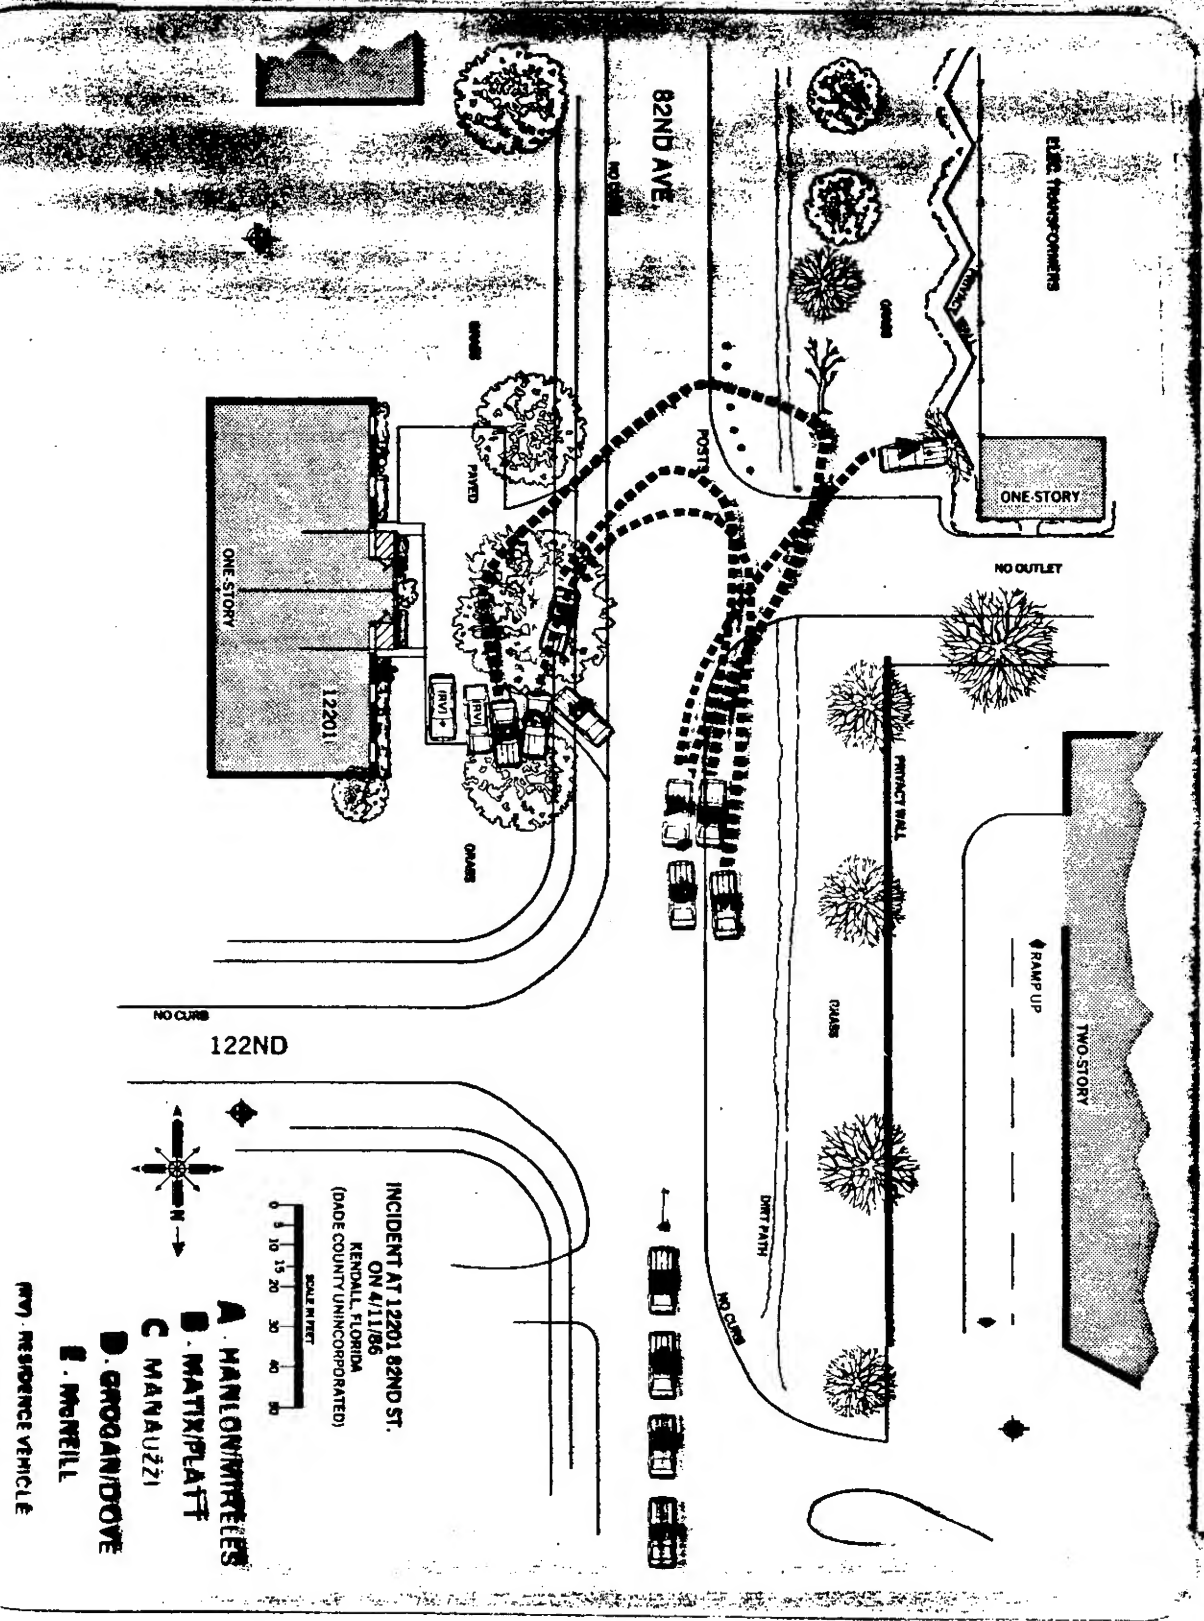 ELEC. TRANSFORMERS
82ND AVE.
NO CURB
PRIVACY WALL
GRASS
GRASS
POSTS
PAVED
ONE-STORY
NO OUTLET
ONE-STORY
12201
(RV)
(RV)
PRIVACY WALL
GRASS
RAMP UP
GRASS
TWO-STORY
NO CURB
122ND
DIRT PATH
NO CURB
N
INCIDENT AT 12201 82ND ST.
ON 4/11/86
KENDALL, FLORIDA
(DADE COUNTY UNINCORPORATED)
SCALE IN FEET
0 5 10 15 20 30 40 50
A - HANLON/MIRELES
B - MATIX/PLATT
C MANAUZZI
D - GROGAN/DOVE
E - McNEILL
(RV) - RESIDENCE VEHICLE